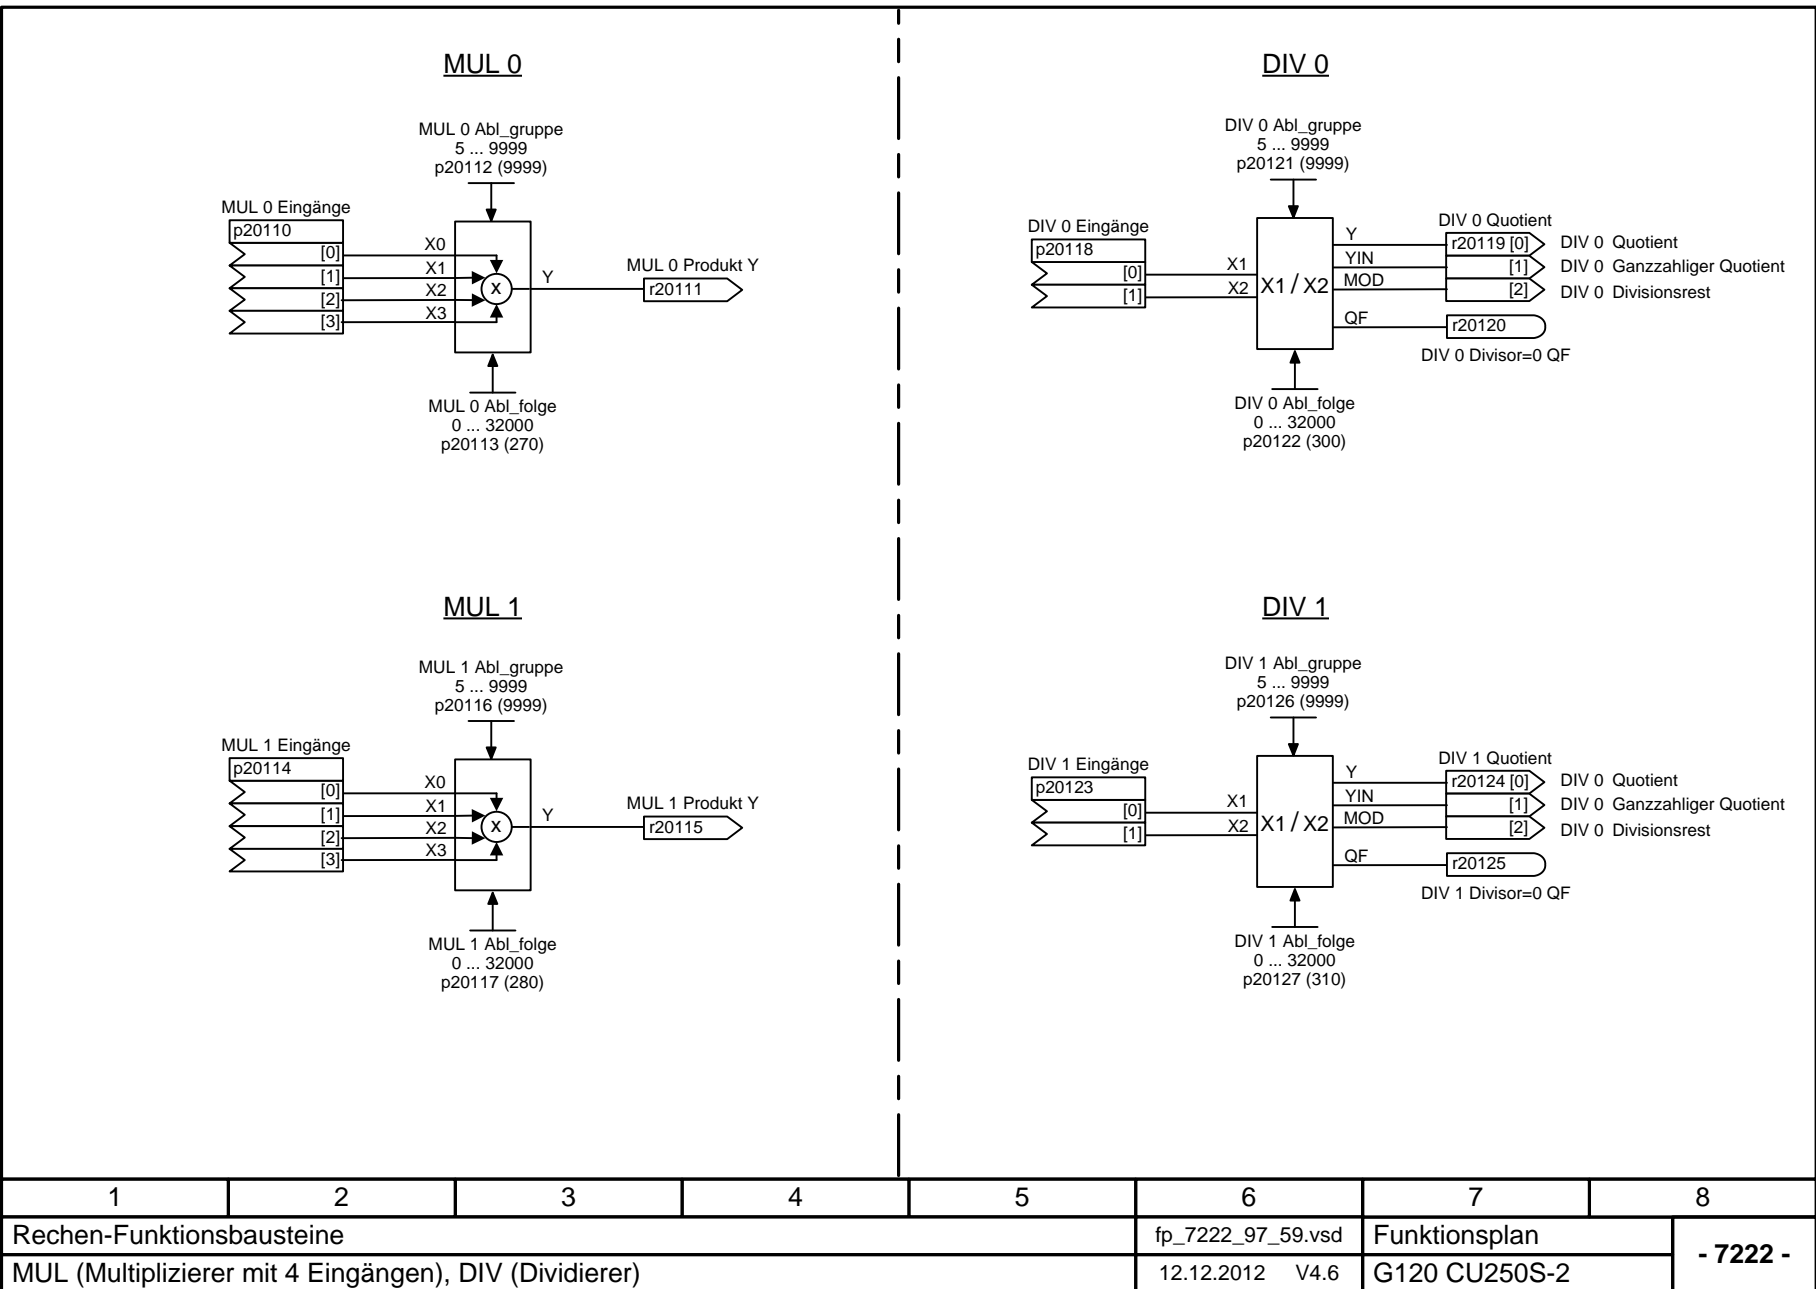 MUL 0
MUL 0 Abl_gruppe
5 ... 9999
p20112 (9999)
MUL 0 Eingänge
p20110
[0]
[1]
[2]
[3]
X0
X1
X2
X3
X
Y
MUL 0 Produkt Y
r20111
MUL 0 Abl_folge
0 ... 32000
p20113 (270)
DIV 0
DIV 0 Abl_gruppe
5 ... 9999
p20121 (9999)
DIV 0 Eingänge
p20118
[0]
[1]
X1
X2
X1 / X2
Y
YIN
MOD
QF
DIV 0 Quotient
r20119 [0]
[1]
[2]
DIV 0 Quotient
DIV 0 Ganzzahliger Quotient
DIV 0 Divisionsrest
r20120
DIV 0 Divisor=0 QF
DIV 0 Abl_folge
0 ... 32000
p20122 (300)
MUL 1
MUL 1 Abl_gruppe
5 ... 9999
p20116 (9999)
MUL 1 Eingänge
p20114
[0]
[1]
[2]
[3]
X0
X1
X2
X3
X
Y
MUL 1 Produkt Y
r20115
MUL 1 Abl_folge
0 ... 32000
p20117 (280)
DIV 1
DIV 1 Abl_gruppe
5 ... 9999
p20126 (9999)
DIV 1 Eingänge
p20123
[0]
[1]
X1
X2
X1 / X2
Y
YIN
MOD
QF
DIV 1 Quotient
r20124 [0]
[1]
[2]
DIV 0 Quotient
DIV 0 Ganzzahliger Quotient
DIV 0 Divisionsrest
r20125
DIV 1 Divisor=0 QF
DIV 1 Abl_folge
0 ... 32000
p20127 (310)
1 2 3 4 5 6 7 8
Rechen-Funktionsbausteine
fp_7222_97_59.vsd
Funktionsplan
- 7222 -
MUL (Multiplizierer mit 4 Eingängen), DIV (Dividierer)
12.12.2012 V4.6
G120 CU250S-2